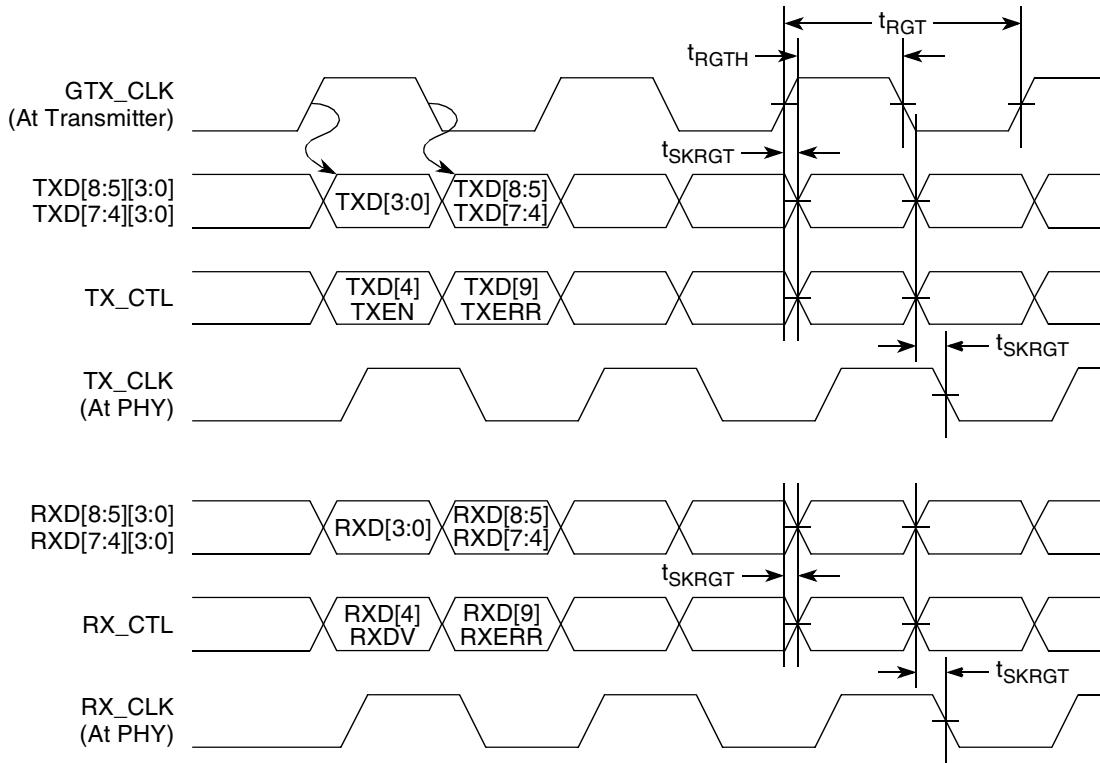 tRGT
tRGTH
GTX_CLK
(At Transmitter)
tSKRGT
TXD[8:5][3:0]
TXD[7:4][3:0]
TXD[3:0]
TXD[8:5]
TXD[7:4]
TX_CTL
TXD[4]
TXEN
TXD[9]
TXERR
tSKRGT
TX_CLK
(At PHY)
RXD[8:5][3:0]
RXD[7:4][3:0]
RXD[3:0]
RXD[8:5]
RXD[7:4]
tSKRGT
RX_CTL
RXD[4]
RXDV
RXD[9]
RXERR
tSKRGT
RX_CLK
(At PHY)